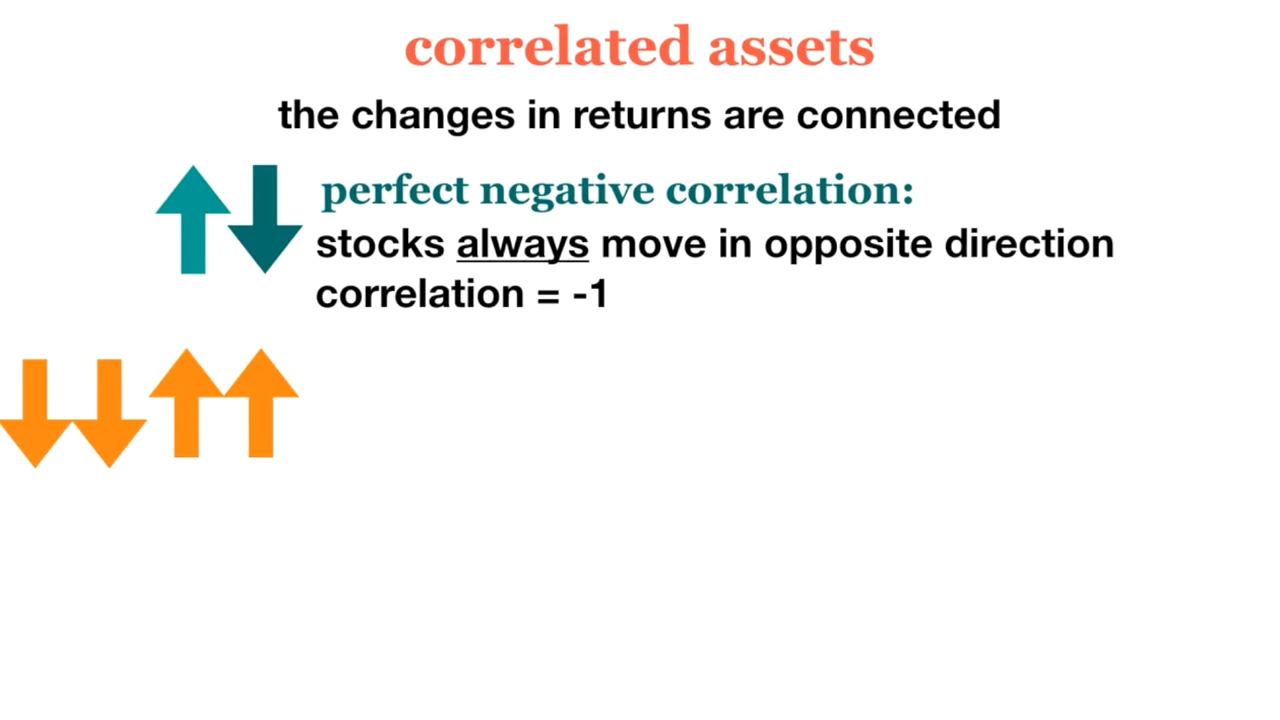 correlated assets
the changes in returns are connected
perfect negative correlation:
stocks always move in opposite direction
correlation = -1